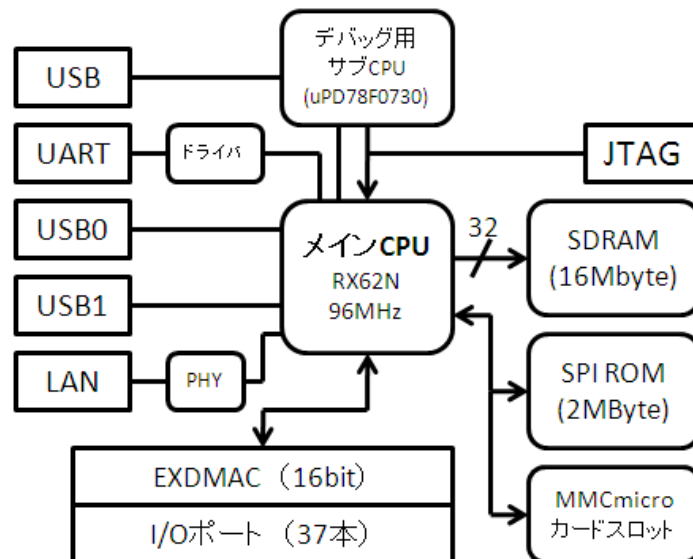 デバッグ用
サブCPU
(uPD78F0730)
USB
UART
ドライバ
JTAG
USB0
メインCPU
RX62N
96MHz
32
SDRAM
(16Mbyte)
USB1
LAN
PHY
SPI ROM
(2MByte)
EXDMAC（16bit）
I/Oポート（37本）
MMCmicro
カードスロット